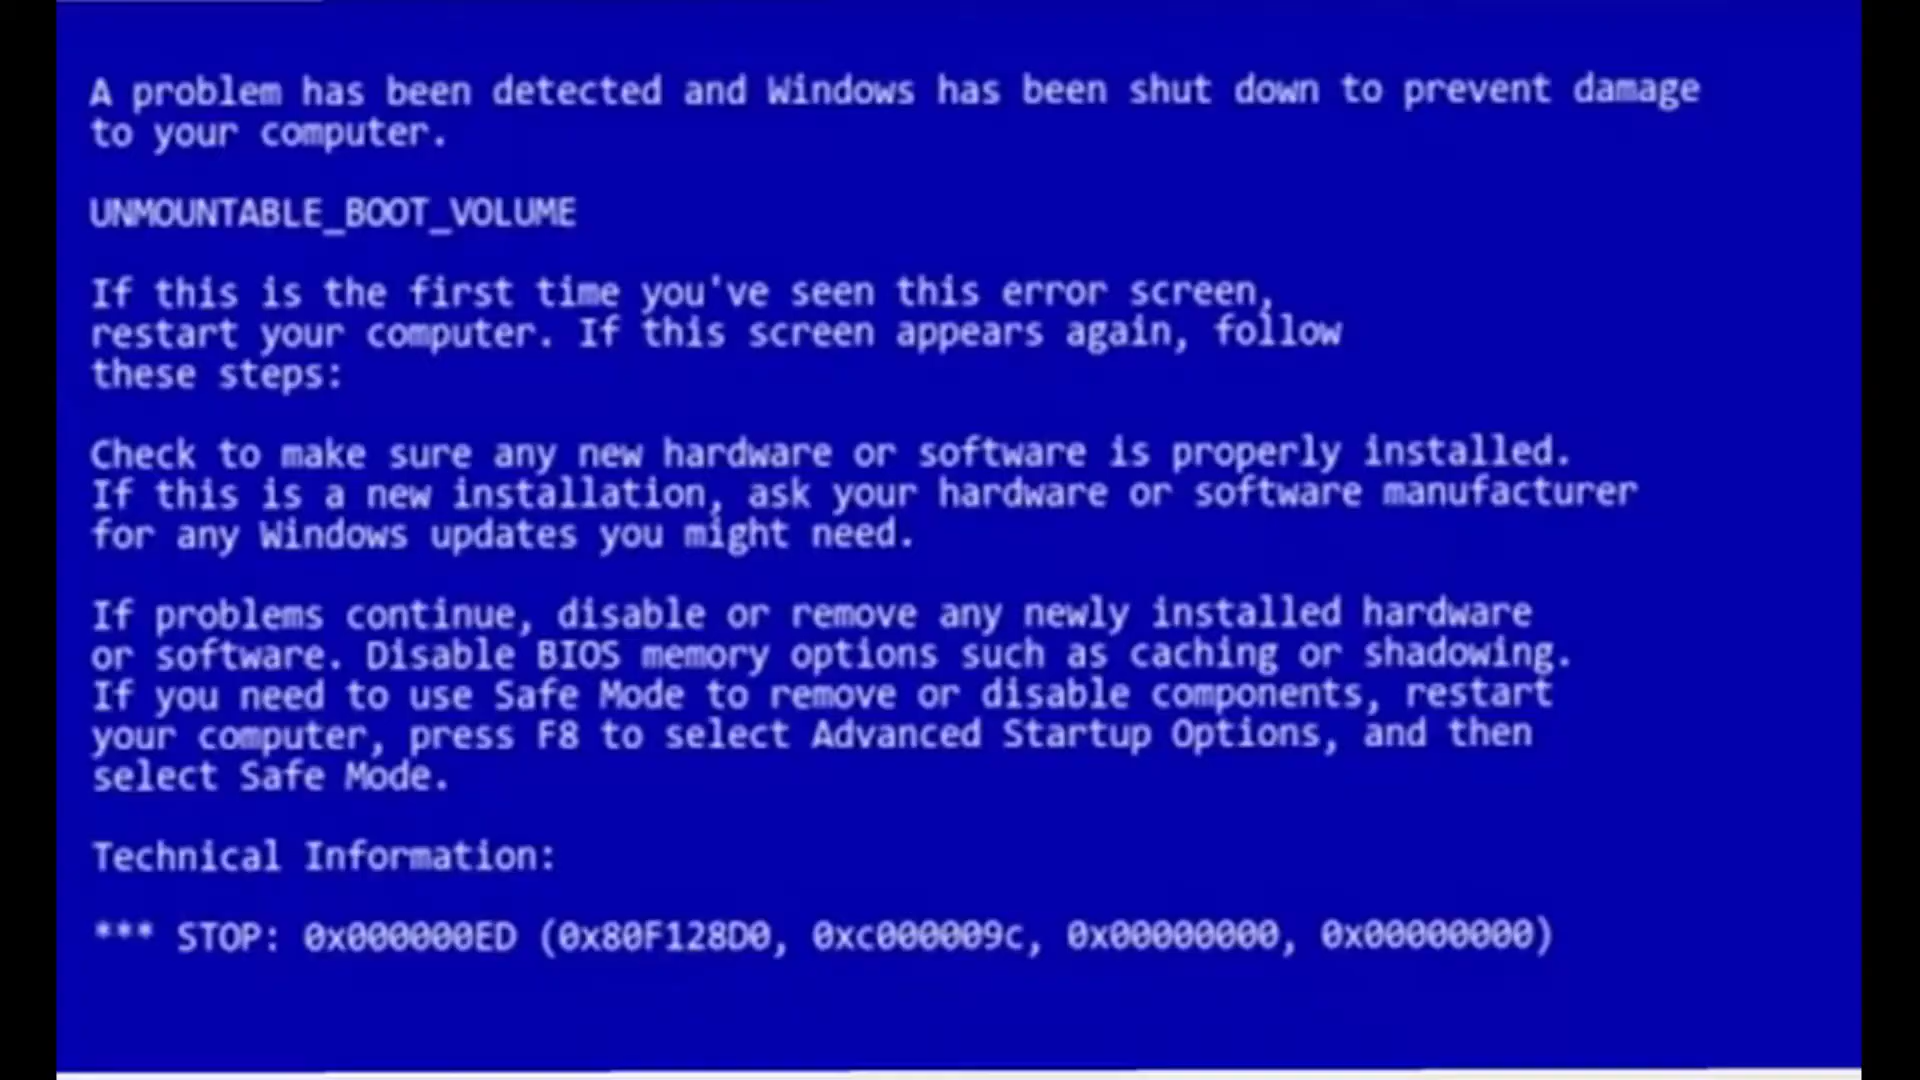 A problem has been detected and Windows has been shut down to prevent damage
to your computer.
UNMOUNTABLE_BOOT_VOLUME
If this is the first time you've seen this error screen,
restart your computer. If this screen appears again, follow
these steps:
Check to make sure any new hardware or software is properly installed.
If this is a new installation, ask your hardware or software manufacturer
for any Windows updates you might need.
If problems continue, disable or remove any newly installed hardware
or software. Disable BIOS memory options such as caching or shadowing.
If you need to use Safe Mode to remove or disable components, restart
your computer, press F8 to select Advanced Startup Options, and then
select Safe Mode.
Technical Information:
*** STOP: 0x000000ED (0x80F128D0, 0xc000009c, 0x00000000, 0x00000000)